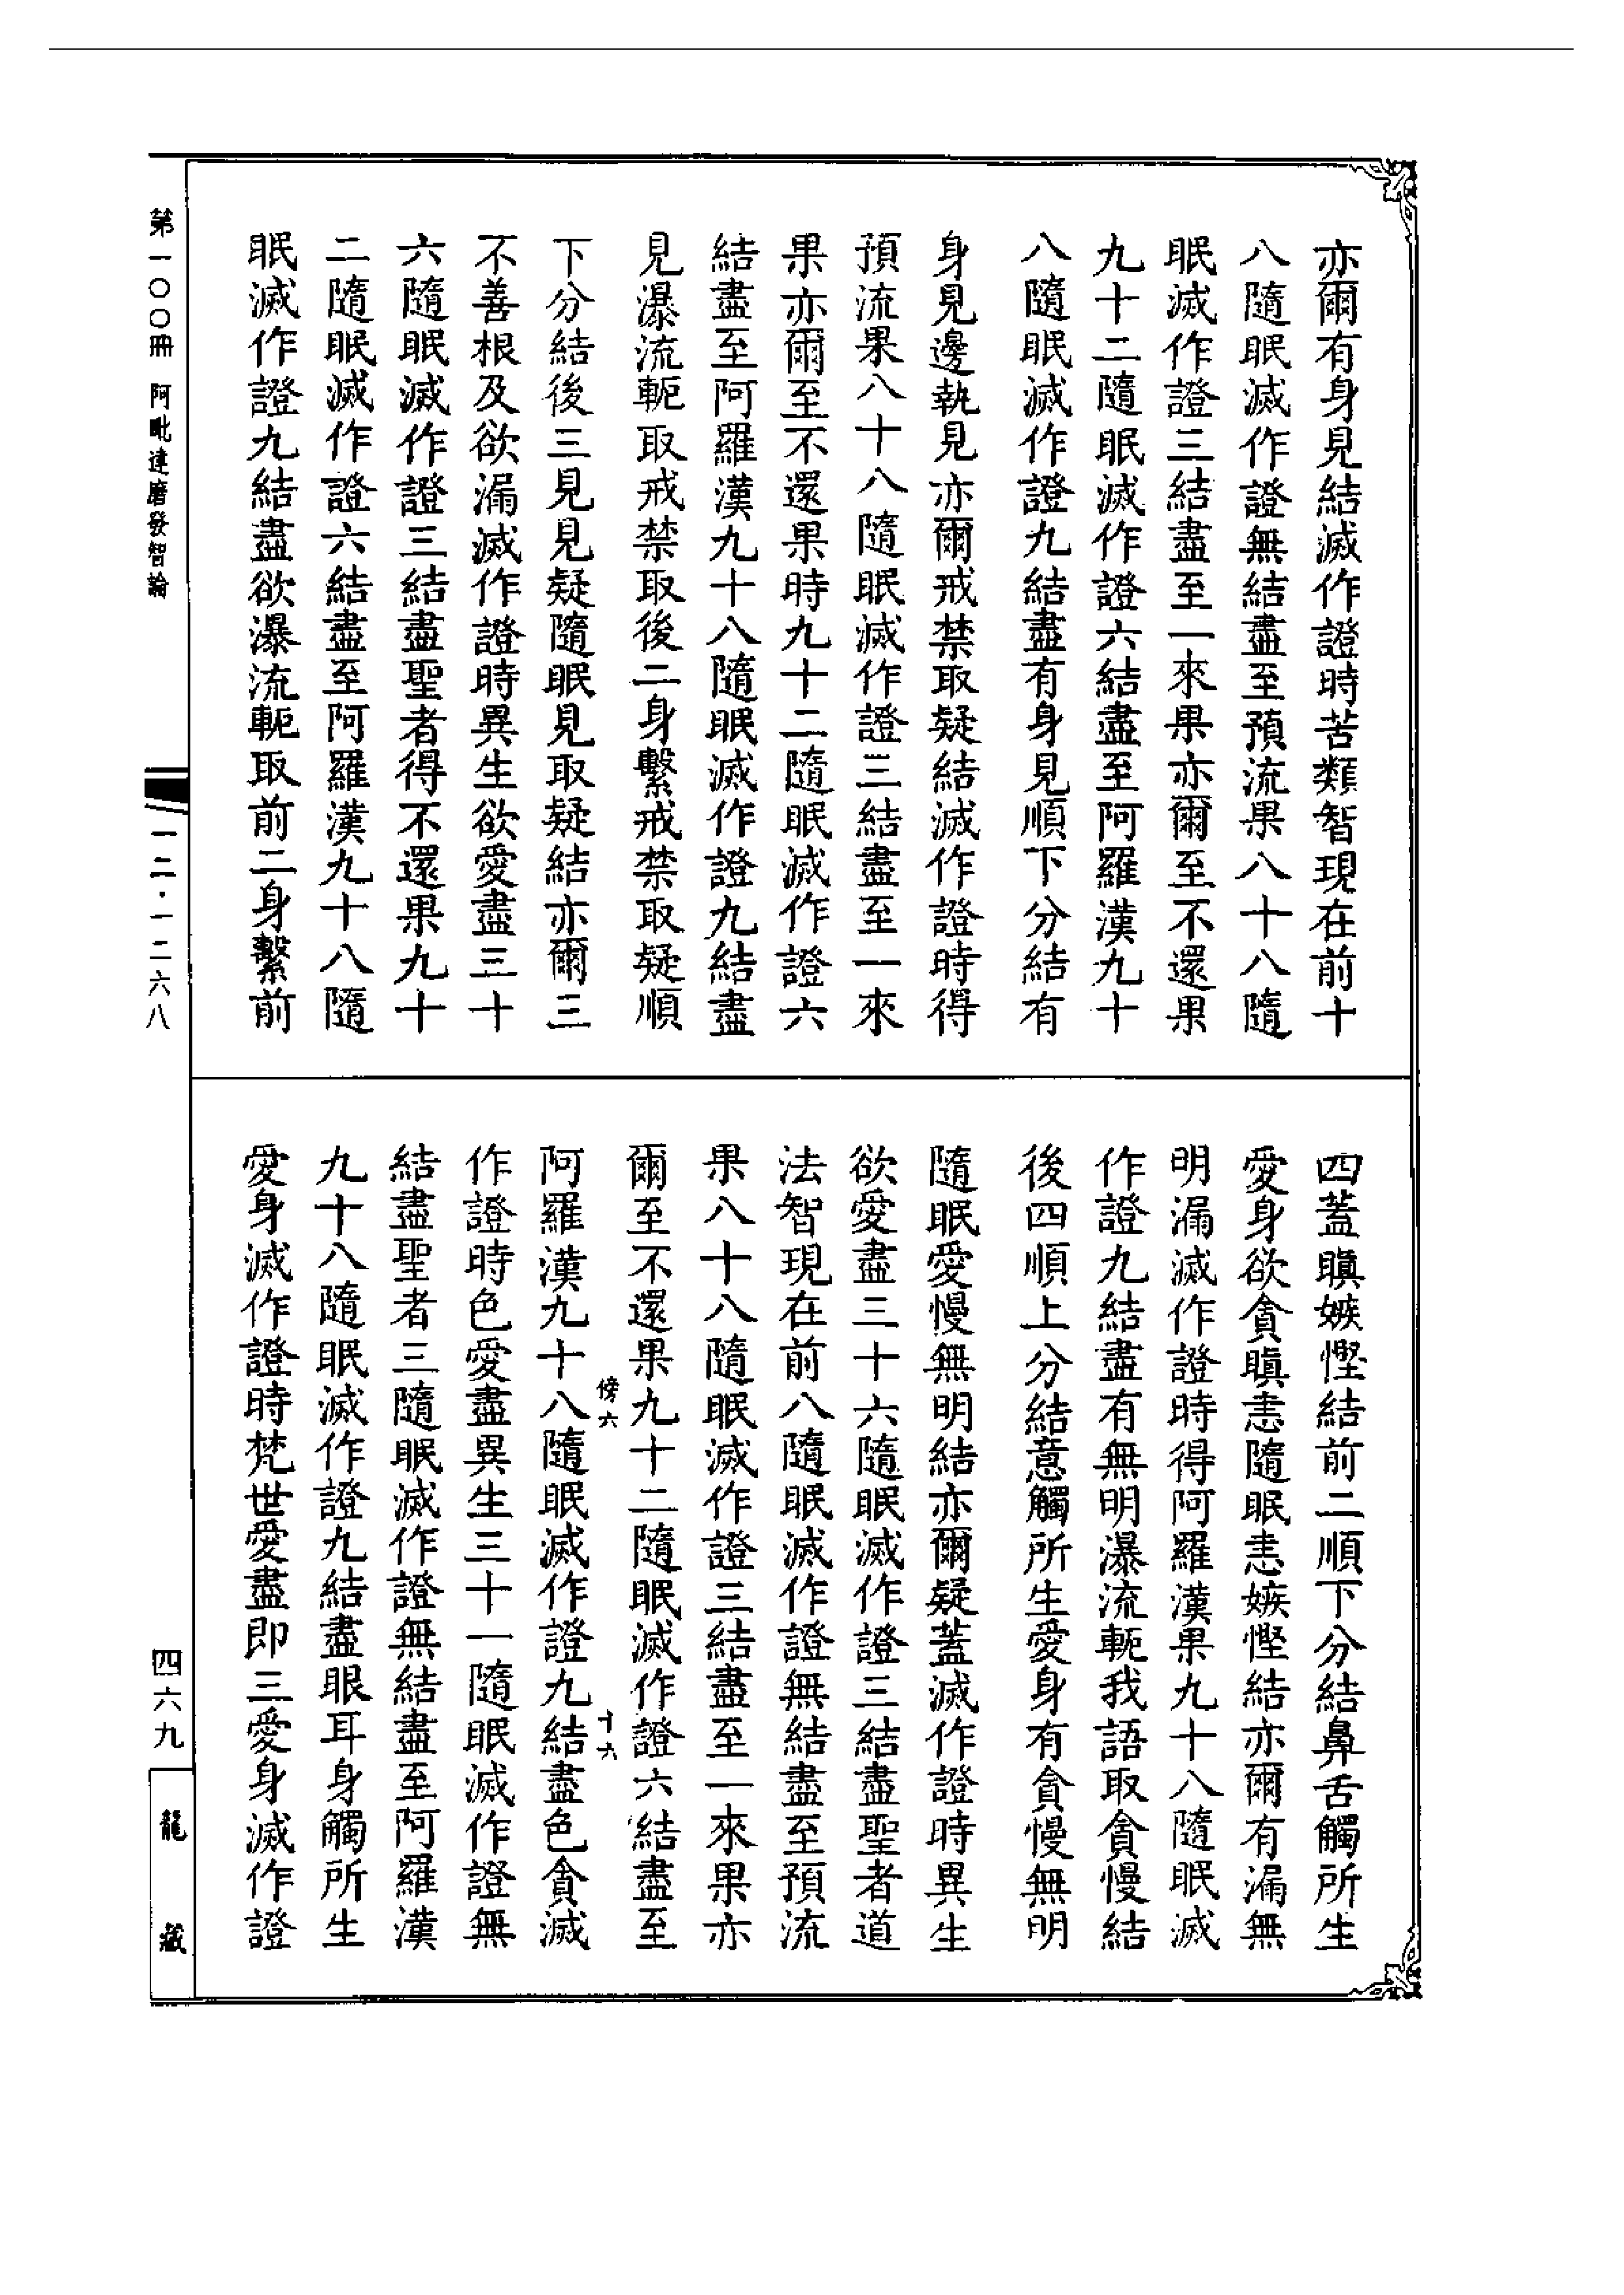 亦爾有身見結滅作證時苦類智現在前十
八隨眠滅作證無結盡至預流果八十八隨
眠滅作證三結盡至一來果亦爾至不還果
九十二隨眠滅作證六結盡至阿羅漢九十
八隨眠滅作證九結盡有身見順下分結有
身見邊執見亦爾戒禁取疑結滅作證時得
預流果八十八隨眠滅作證三結盡至一來
果亦爾至不還果時九十二隨眠滅作證六
結盡至阿羅漢九十八隨眠滅作證九結盡
見瀑流軛取戒禁取後二身繫戒禁取疑順
下分結後三見見疑隨眠見取疑結亦爾三
不善根及欲漏滅作證時異生欲愛盡三十
六隨眠滅作證三結盡聖者得不還果九十
二隨眠滅作證六結盡至阿羅漢九十八隨
眠滅作證九結盡欲瀑流軛取前二身繫前
四蓋瞋嫉慳結前二順下分結鼻舌觸所生
愛身欲貪瞋恚隨眠恚嫉慳結亦爾有漏無
明漏滅作證時得阿羅漢果九十八隨眠滅
作證九結盡有無明瀑流軛我語取貪慢結
後四順上分結意觸所生愛身有貪慢無明
隨眠愛慢無明結亦爾疑蓋滅作證時異生
欲愛盡三十六隨眠滅作證三結盡聖者道
法智現在前八隨眠滅作證無結盡至預流
果八十八隨眠滅作證三結盡至一來果亦
爾至不還果九十二隨眠滅作證六結盡至
傍六
十六
阿羅漢九十八隨眠滅作證九結盡色貪滅
作證時色愛盡異生三十一隨眠滅作證無
結盡聖者三隨眠滅作證無結盡至阿羅漢
九十八隨眠滅作證九結盡眼耳身觸所生
愛身滅作證時梵世愛盡即三愛身滅作證
第一〇〇冊 阿毗達磨發智論
一二·一二六八
四六九
龍藏